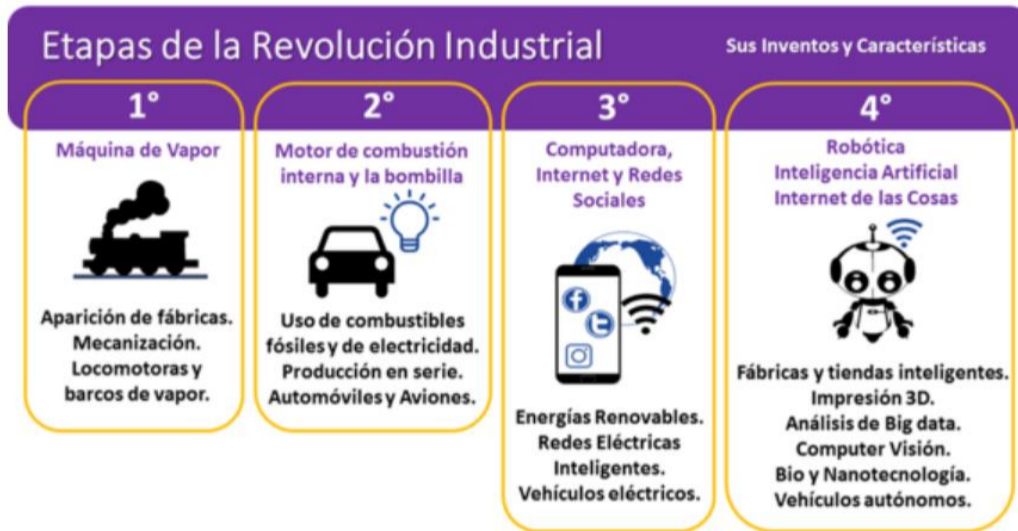 Etapas de la Revolución Industrial
Sus Inventos y Características
1°
Máquina de Vapor
Aparición de fábricas.
Mecanización.
Locomotoras y
barcos de vapor.
2°
Motor de combustión
interna y la bombilla
Uso de combustibles
fósiles y de electricidad.
Producción en serie.
Automóviles y Aviones.
3°
Computadora,
Internet y Redes
Sociales
Energías Renovables.
Redes Eléctricas
Inteligentes.
Vehículos eléctricos.
4°
Robótica
Inteligencia Artificial
Internet de las Cosas
Fábricas y tiendas inteligentes.
Impresión 3D.
Análisis de Big data.
Computer Visión.
Bio y Nanotecnología.
Vehículos autónomos.